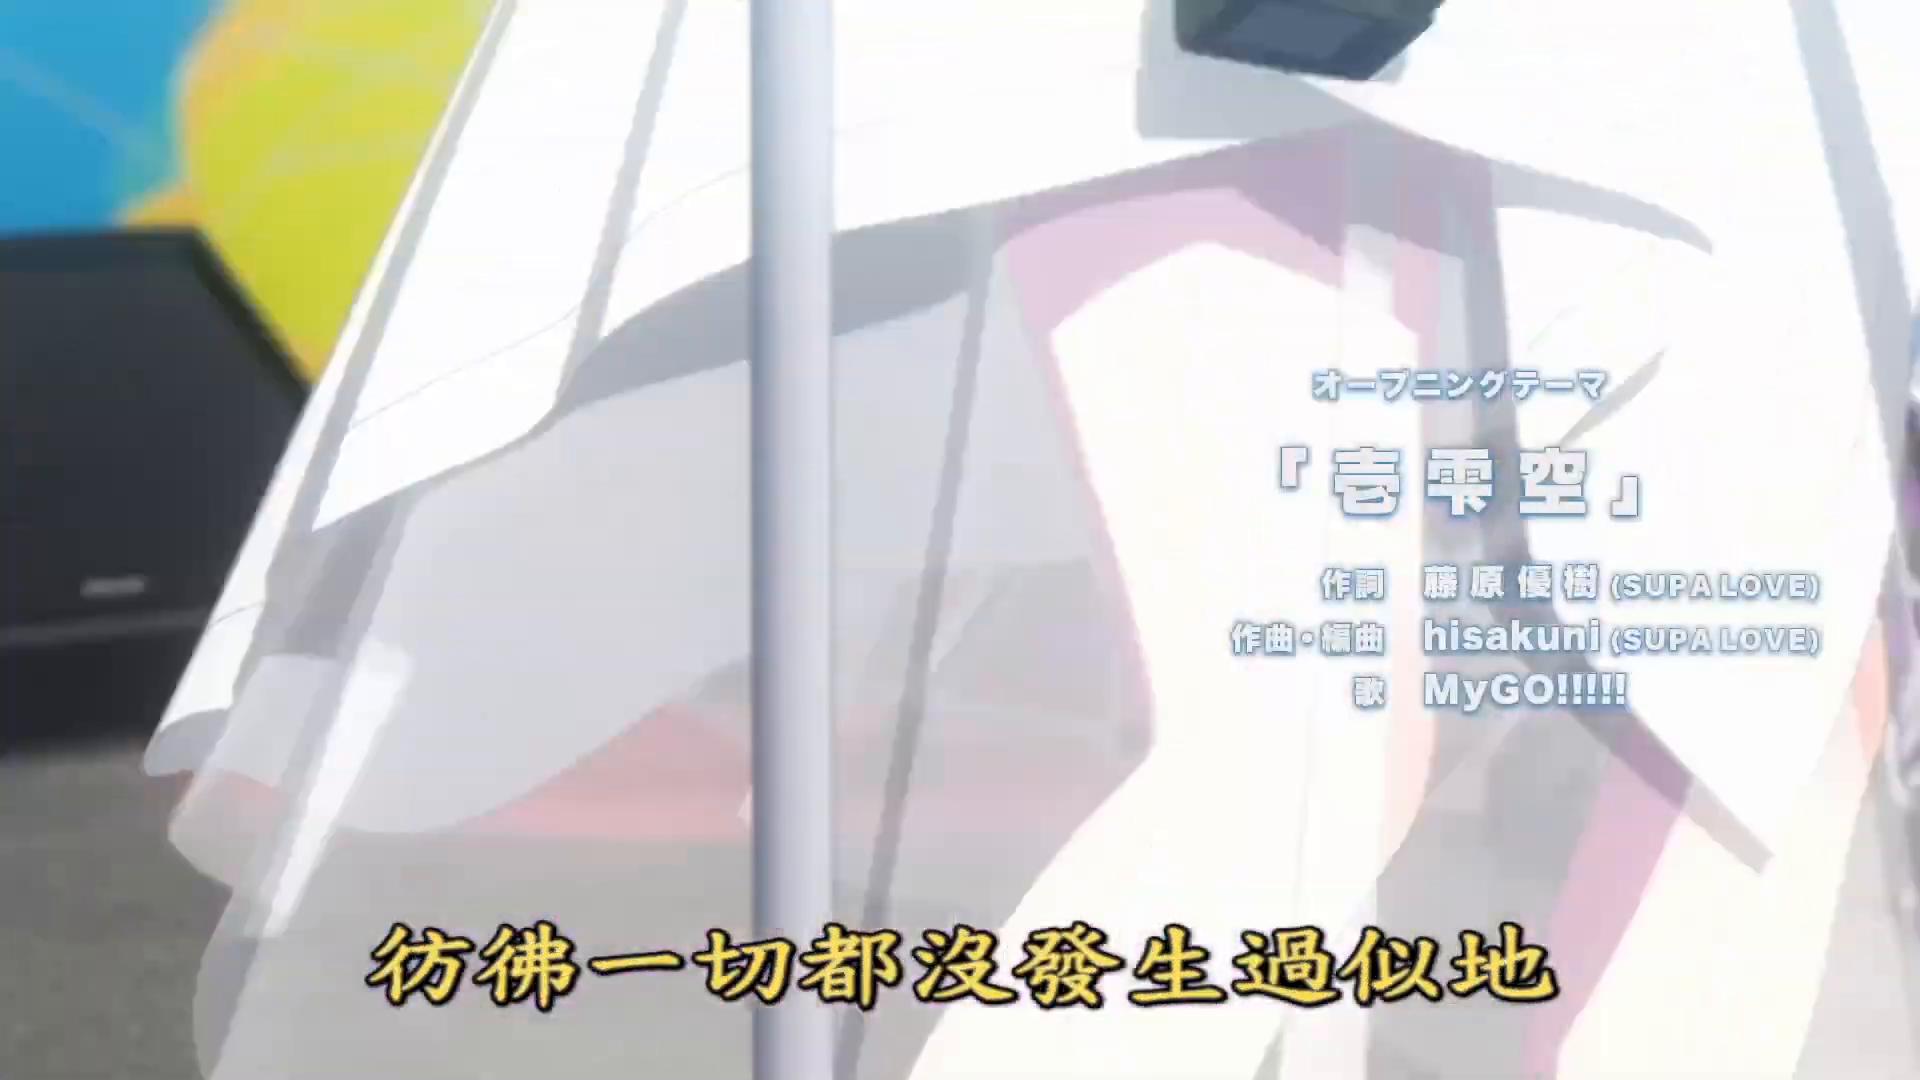 オープニングテーマ
『壱雫空』
作詞 藤原優樹(SUPA LOVE)
作曲・編曲 hisakuni(SUPA LOVE)
歌 MyGO!!!!!
彷彿一切都沒發生過似地